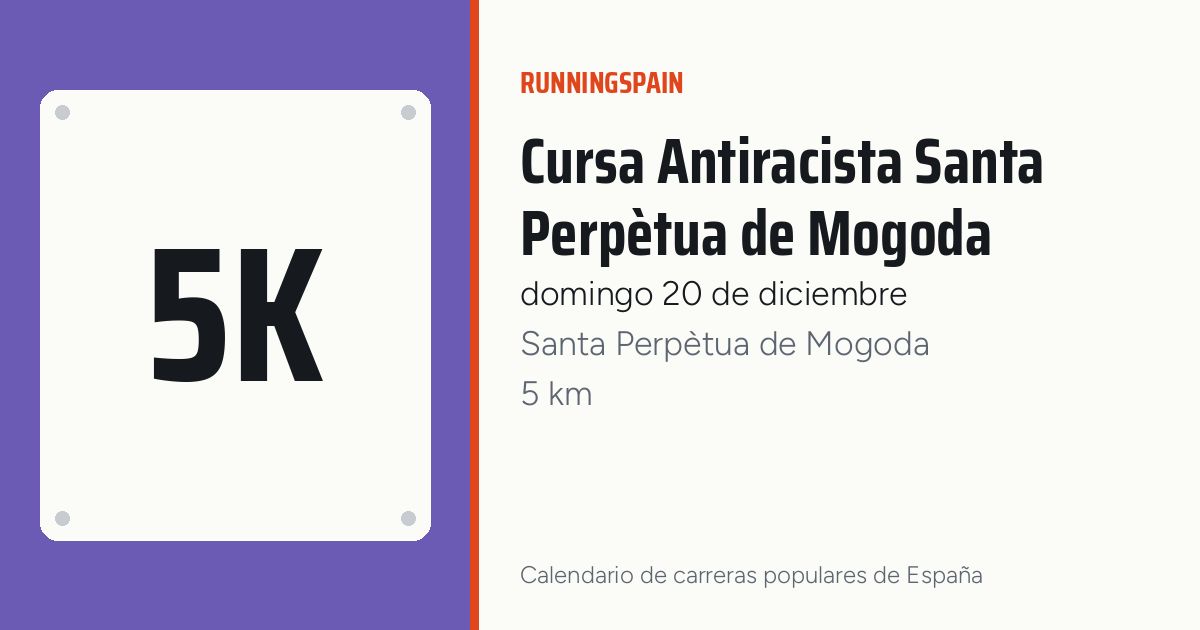 5K
RUNNINGSPAIN
Cursa Antiracista Santa
Perpètua de Mogoda
domingo 20 de diciembre
Santa Perpètua de Mogoda
5 km
Calendario de carreras populares de España